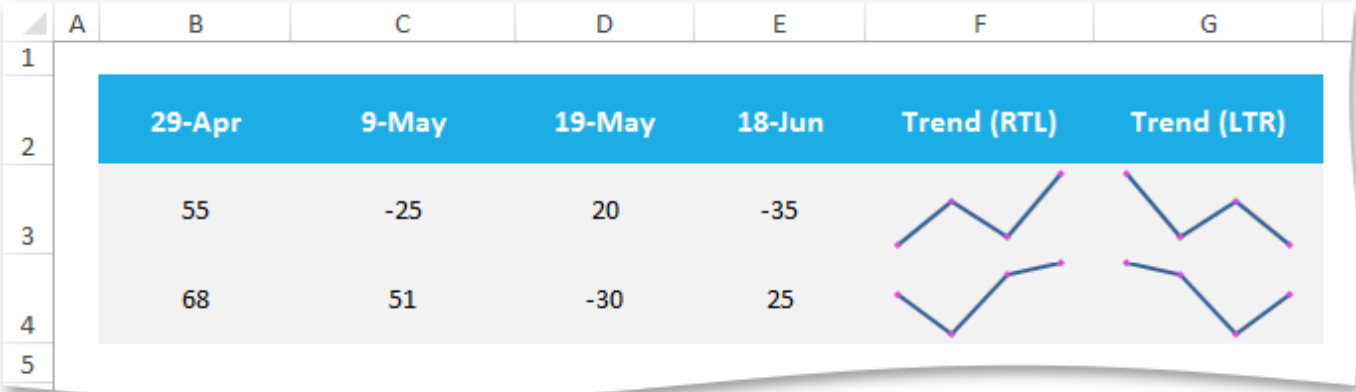 A B C D E F G
1
2 29-Apr 9-May 19-May 18-Jun Trend (RTL) Trend (LTR)
3 55 -25 20 -35
4 68 51 -30 25
5